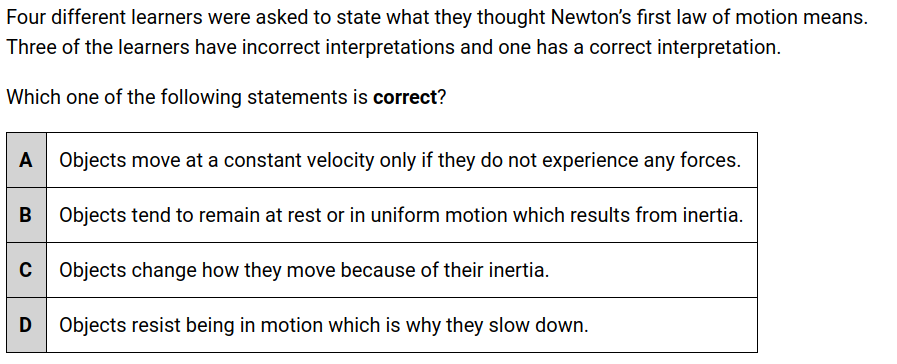 Four different learners were asked to state what they thought Newton’s first law of motion means.
Three of the learners have incorrect interpretations and one has a correct interpretation.
Which one of the following statements is correct?
A Objects move at a constant velocity only if they do not experience any forces.
B Objects tend to remain at rest or in uniform motion which results from inertia.
C Objects change how they move because of their inertia.
D Objects resist being in motion which is why they slow down.